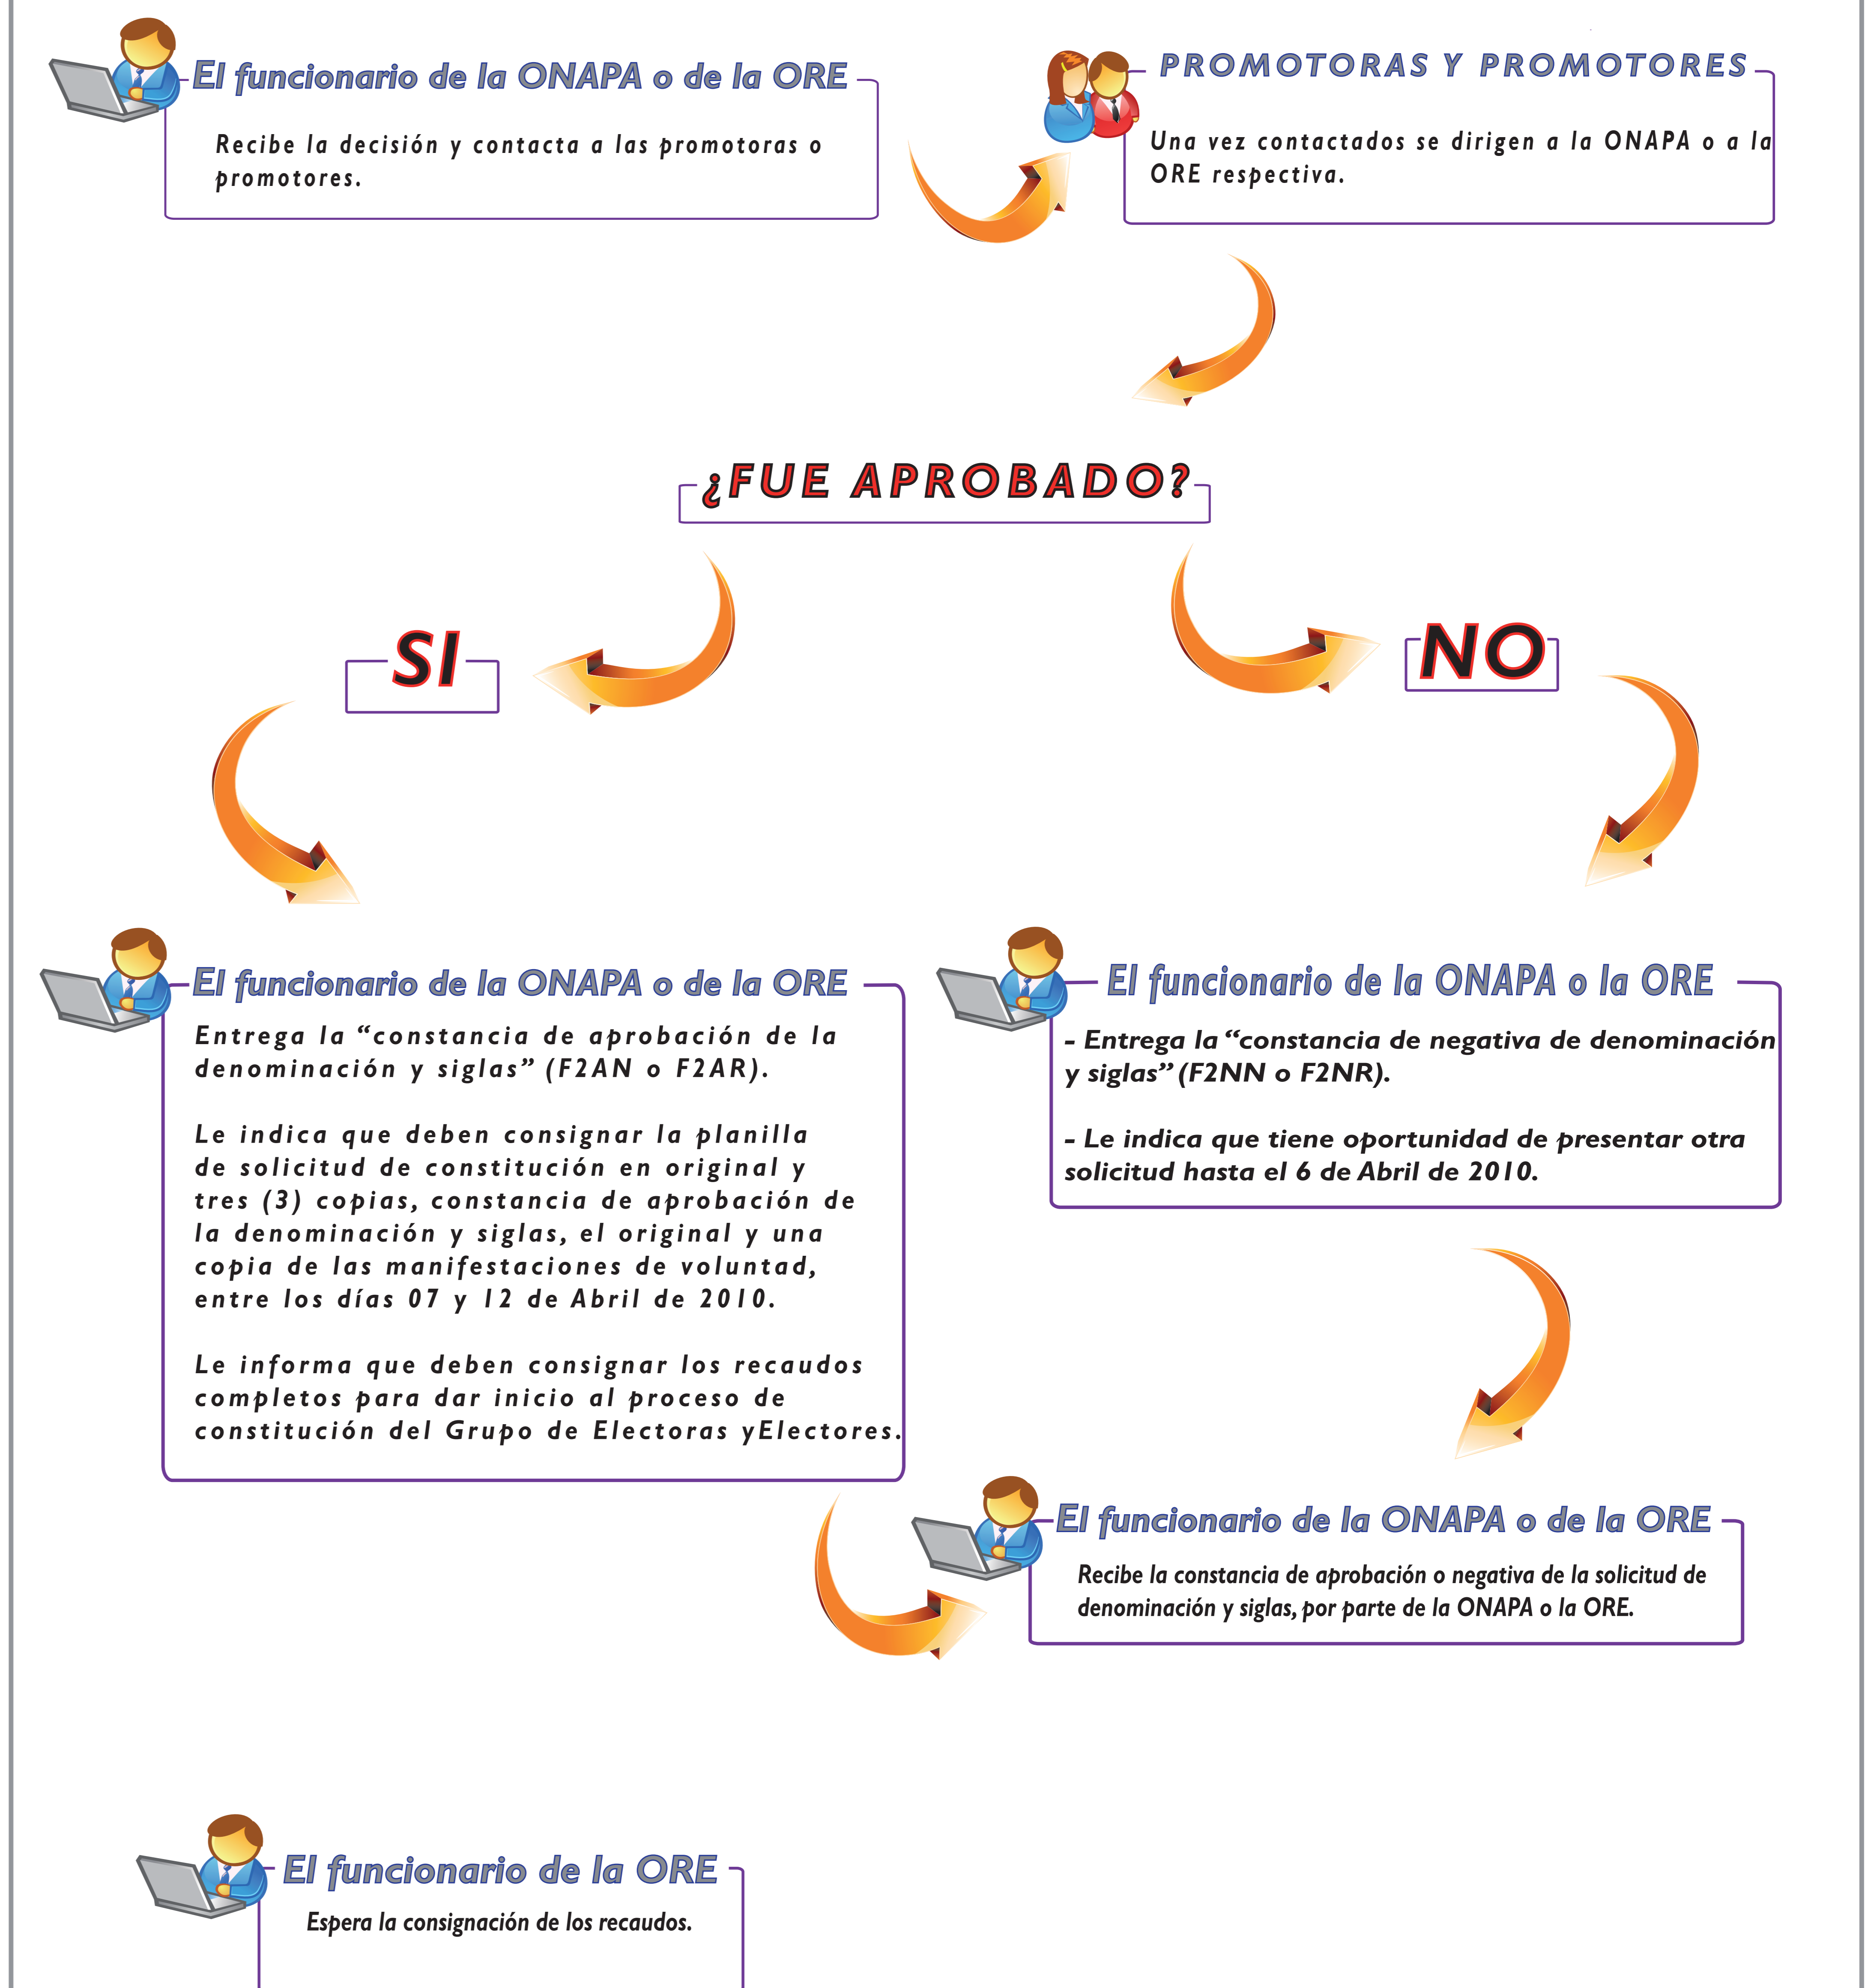 El funcionario de la ONAPA o de la ORE
Recibe la decisión y contacta a las promotoras o
promotores.
PROMOTORAS Y PROMOTORES
Una vez contactados se dirigen a la ONAPA o a la
ORE respectiva.
¿FUE APROBADO?
SI
NO
El funcionario de la ONAPA o de la ORE
Entrega la “constancia de aprobación de la
denominación y siglas” (F2AN o F2AR).
Le indica que deben consignar la planilla
de solicitud de constitución en original y
tres (3) copias, constancia de aprobación de
la denominación y siglas, el original y una
copia de las manifestaciones de voluntad,
entre los días 07 y 12 de Abril de 2010.
Le informa que deben consignar los recaudos
completos para dar inicio al proceso de
constitución del Grupo de Electoras yElectores.
El funcionario de la ONAPA o la ORE
- Entrega la “constancia de negativa de denominación
y siglas” (F2NN o F2NR).
- Le indica que tiene oportunidad de presentar otra
solicitud hasta el 6 de Abril de 2010.
El funcionario de la ONAPA o de la ORE
Recibe la constancia de aprobación o negativa de la solicitud de
denominación y siglas, por parte de la ONAPA o la ORE.
El funcionario de la ORE
Espera la consignación de los recaudos.